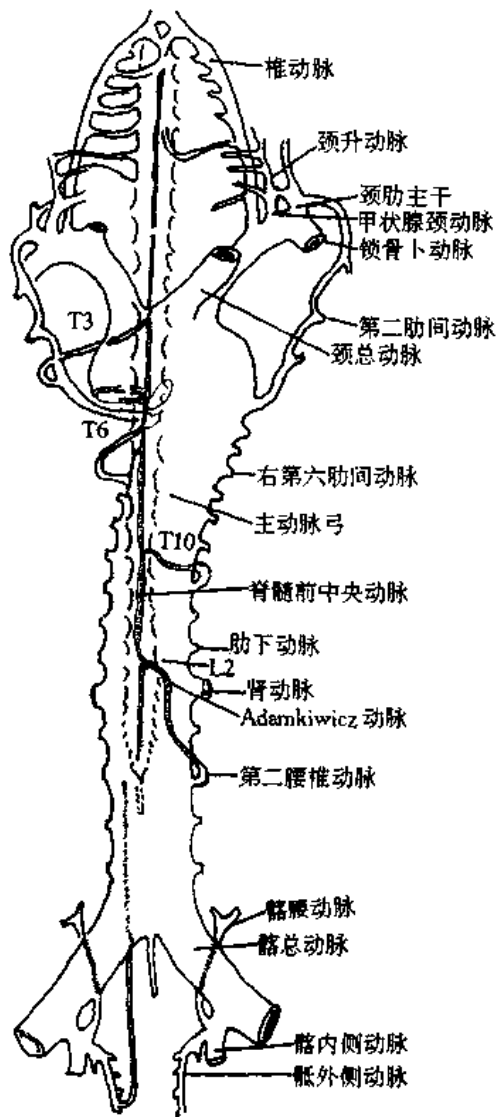 椎动脉
颈升动脉
颈肋主干
甲状腺颈动脉
锁骨卜动脉
T3
第二肋间动脉
颈总动脉
T6
右第六肋间动脉
主动脉弓
T10
脊髓前中央动脉
肋下动脉
L2
肾动脉
Adamkiwicz 动脉
第二腰椎动脉
髂腰动脉
髂总动脉
髂内侧动脉
骶外侧动脉